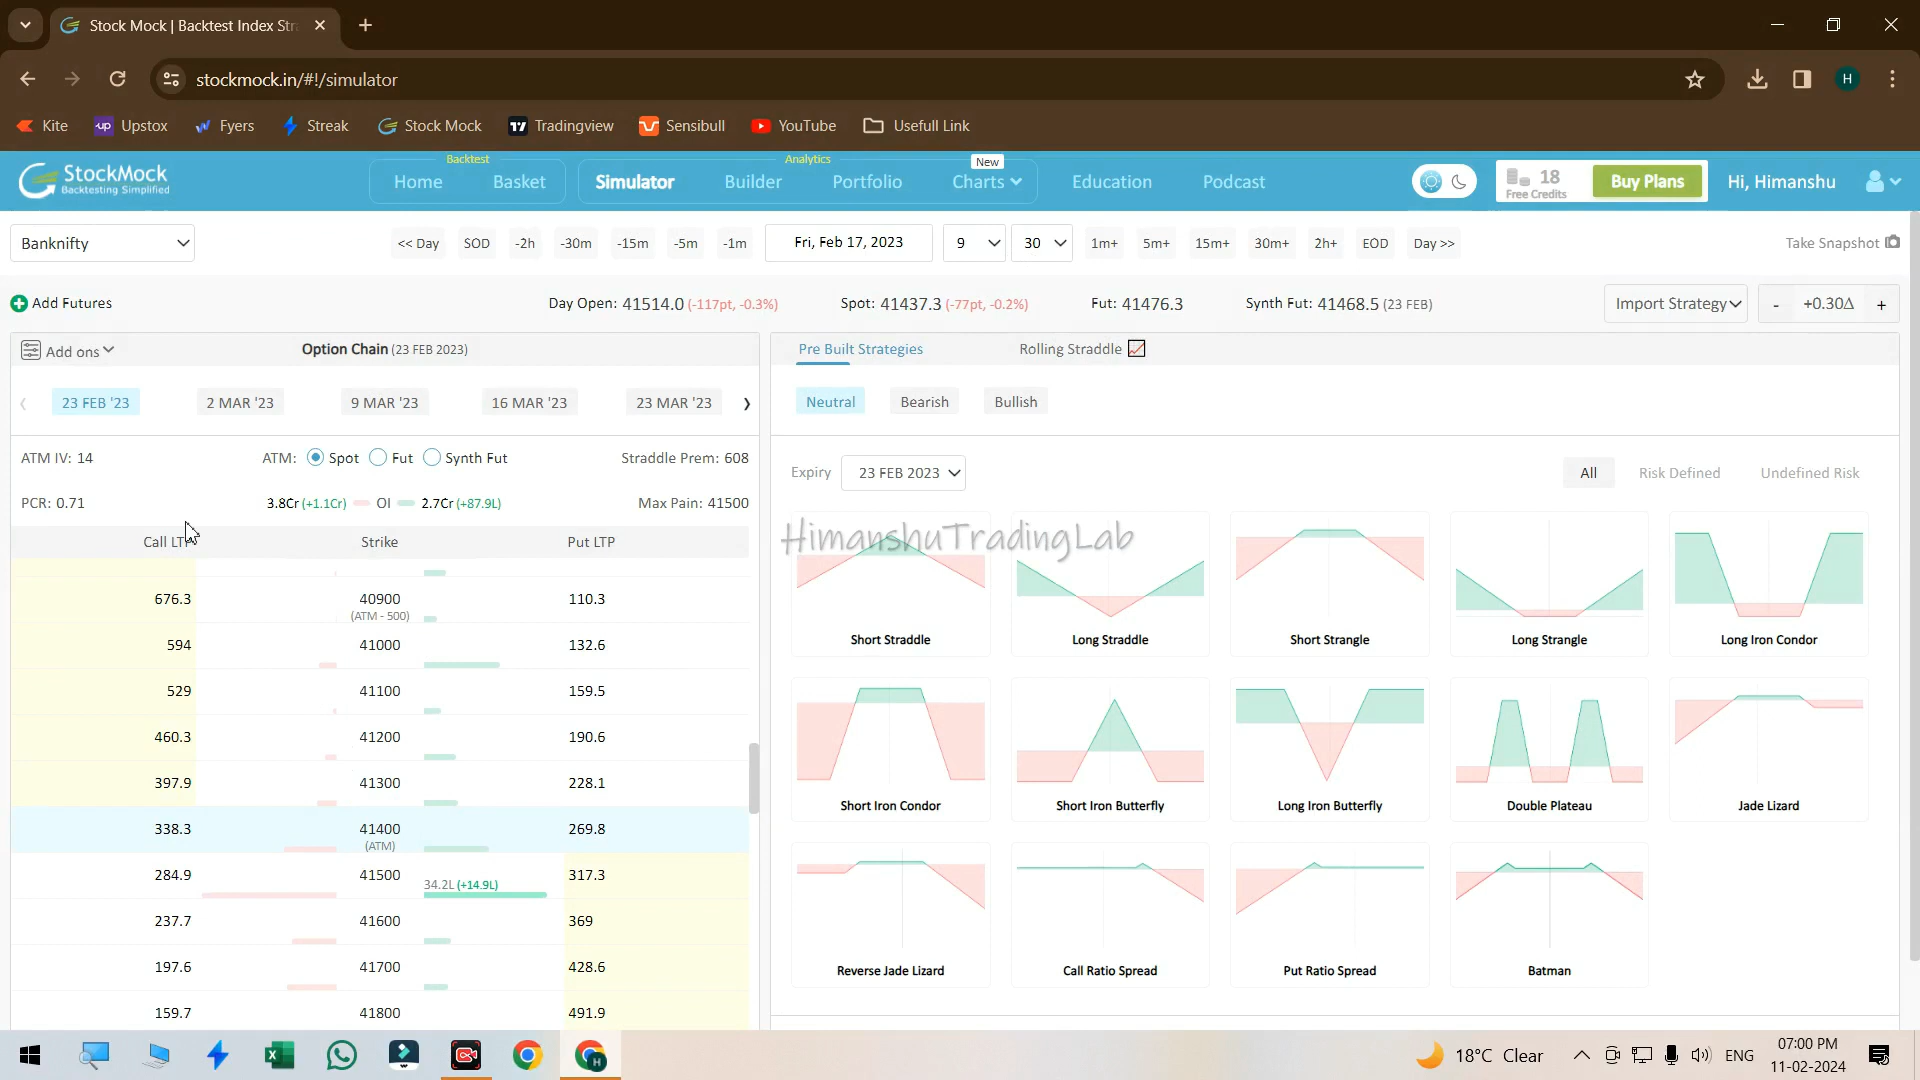 Stock Mock | Backtest Index Str
stockmock.in/#!/simulator
Kite
Upstox
Fyers
Streak
Stock Mock
Tradingview
Sensibull
YouTube
Usefull Link
StockMock
Backtesting Simplified
Backtest
Home
Basket
Analytics
Simulator
Builder
Portfolio
New
Charts
Education
Podcast
18
Free Credits
Buy Plans
Hi, Himanshu
Banknifty
<< Day
SOD
-2h
-30m
-15m
-5m
-1m
Fri, Feb 17, 2023
9
30
1m+
5m+
15m+
30m+
2h+
EOD
Day >>
Take Snapshot
Add Futures
Day Open: 41514.0 (-117pt, -0.3%)
Spot: 41437.3 (-77pt, -0.2%)
Fut: 41476.3
Synth Fut: 41468.5 (23 FEB)
Import Strategy
- +0.30Δ +
Add ons
Option Chain (23 FEB 2023)
23 FEB '23
2 MAR '23
9 MAR '23
16 MAR '23
23 MAR '23
ATM IV: 14
ATM: Spot Fut Synth Fut
Straddle Prem: 608
PCR: 0.71
3.8Cr (+1.1Cr) OI 2.7Cr (+87.9L)
Max Pain: 41500
Call LT
Strike
Put LTP
676.3 40900 110.3
(ATM - 500)
594 41000 132.6
529 41100 159.5
460.3 41200 190.6
397.9 41300 228.1
338.3 41400 269.8
(ATM)
284.9 41500 34.2L (+14.9L) 317.3
237.7 41600 369
197.6 41700 428.6
159.7 41800 491.9
Pre Built Strategies
Rolling Straddle
Neutral
Bearish
Bullish
Expiry
23 FEB 2023
All
Risk Defined
Undefined Risk
HimanshuTradingLab
Short Straddle
Long Straddle
Short Strangle
Long Strangle
Long Iron Condor
Short Iron Condor
Short Iron Butterfly
Long Iron Butterfly
Double Plateau
Jade Lizard
Reverse Jade Lizard
Call Ratio Spread
Put Ratio Spread
Batman
18°C Clear
ENG
07:00 PM
11-02-2024